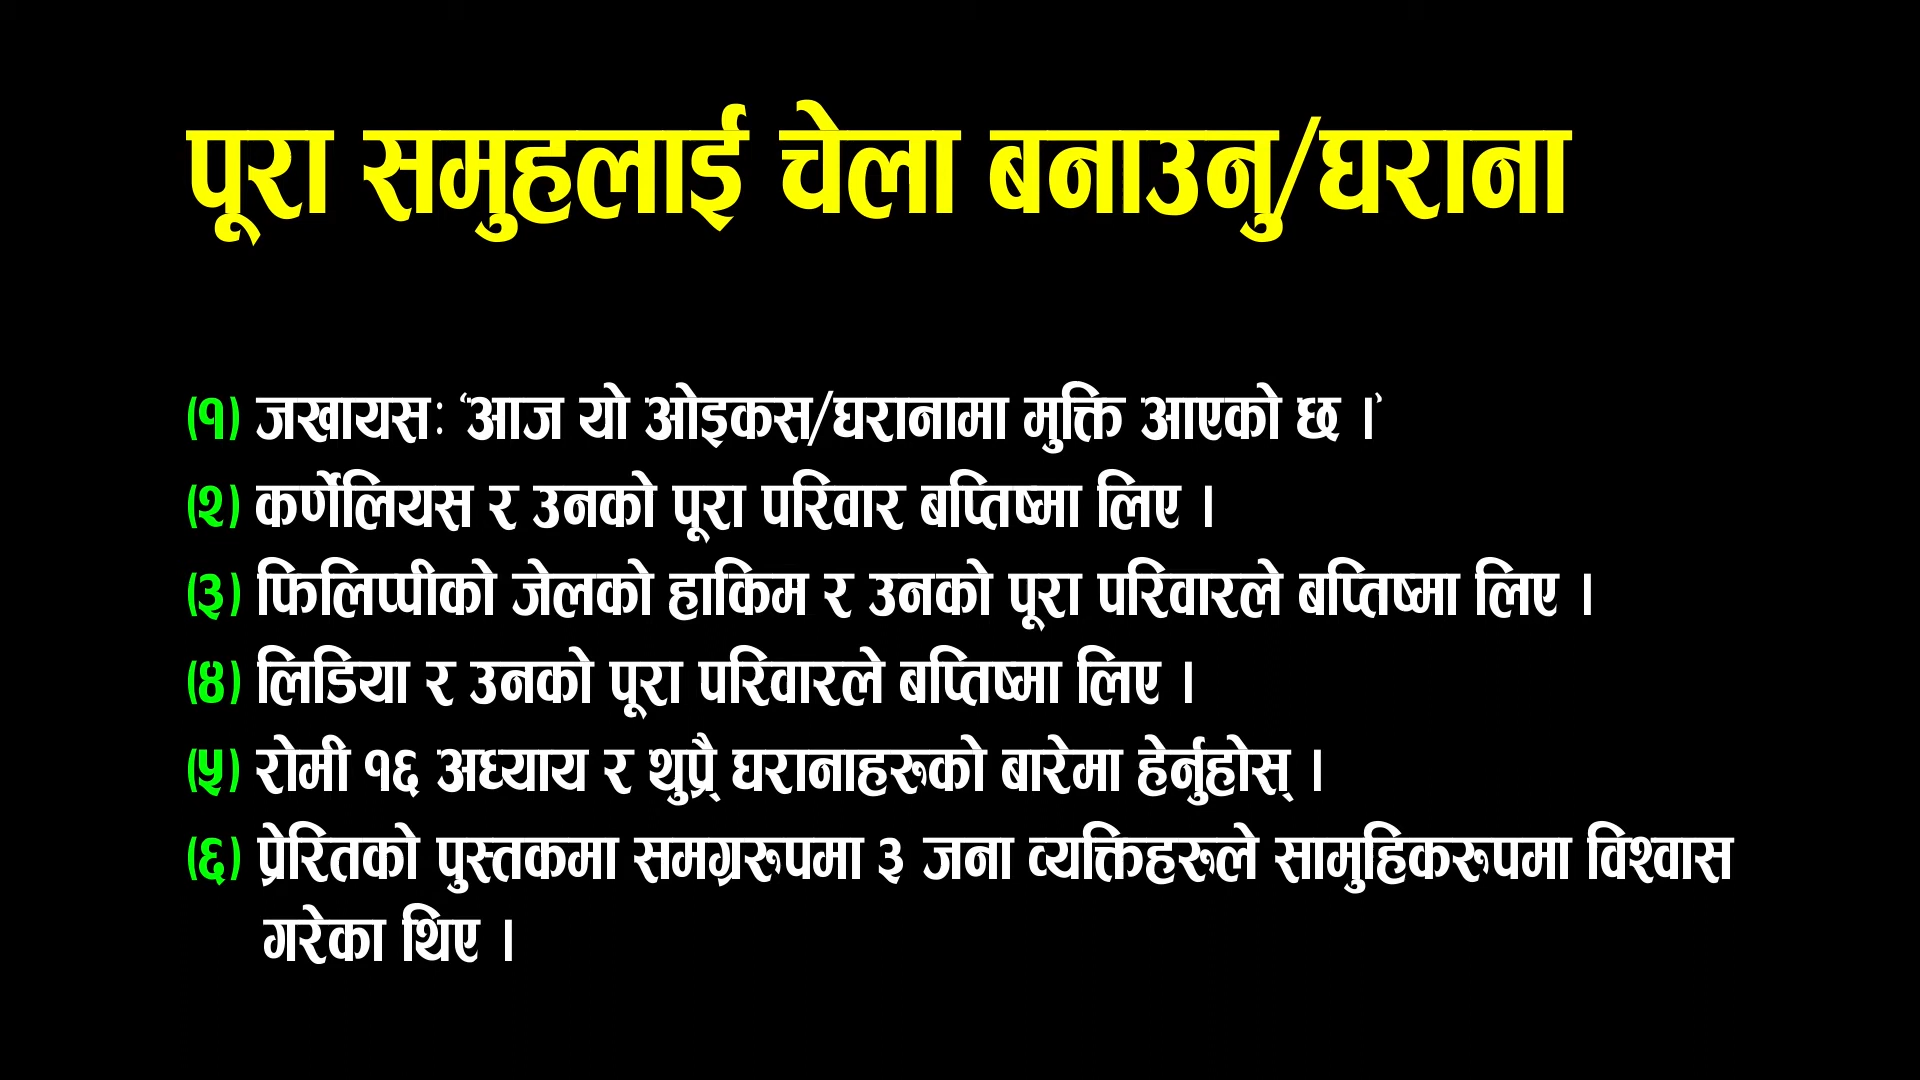 पूरा समुहलाई चेला बनाउनु/घराना
(१) जखायसः ‘आज यो ओइकस/घरानामा मुक्ति आएको छ ।’
(२) कर्णेलियस र उनको पूरा परिवार बप्तिष्मा लिए ।
(३) फिलिप्पीको जेलको हाकिम र उनको पूरा परिवारले बप्तिष्मा लिए ।
(४) लिडिया र उनको पूरा परिवारले बप्तिष्मा लिए ।
(५) रोमी १६ अध्याय र थुप्रै् घरानाहरुको बारेमा हेर्नुहोस् ।
(६) प्रेरितको पुस्तकमा समग्ररुपमा ३ जना व्यक्तिहरुले सामुहिकरुपमा विश्वास
गरेका थिए ।